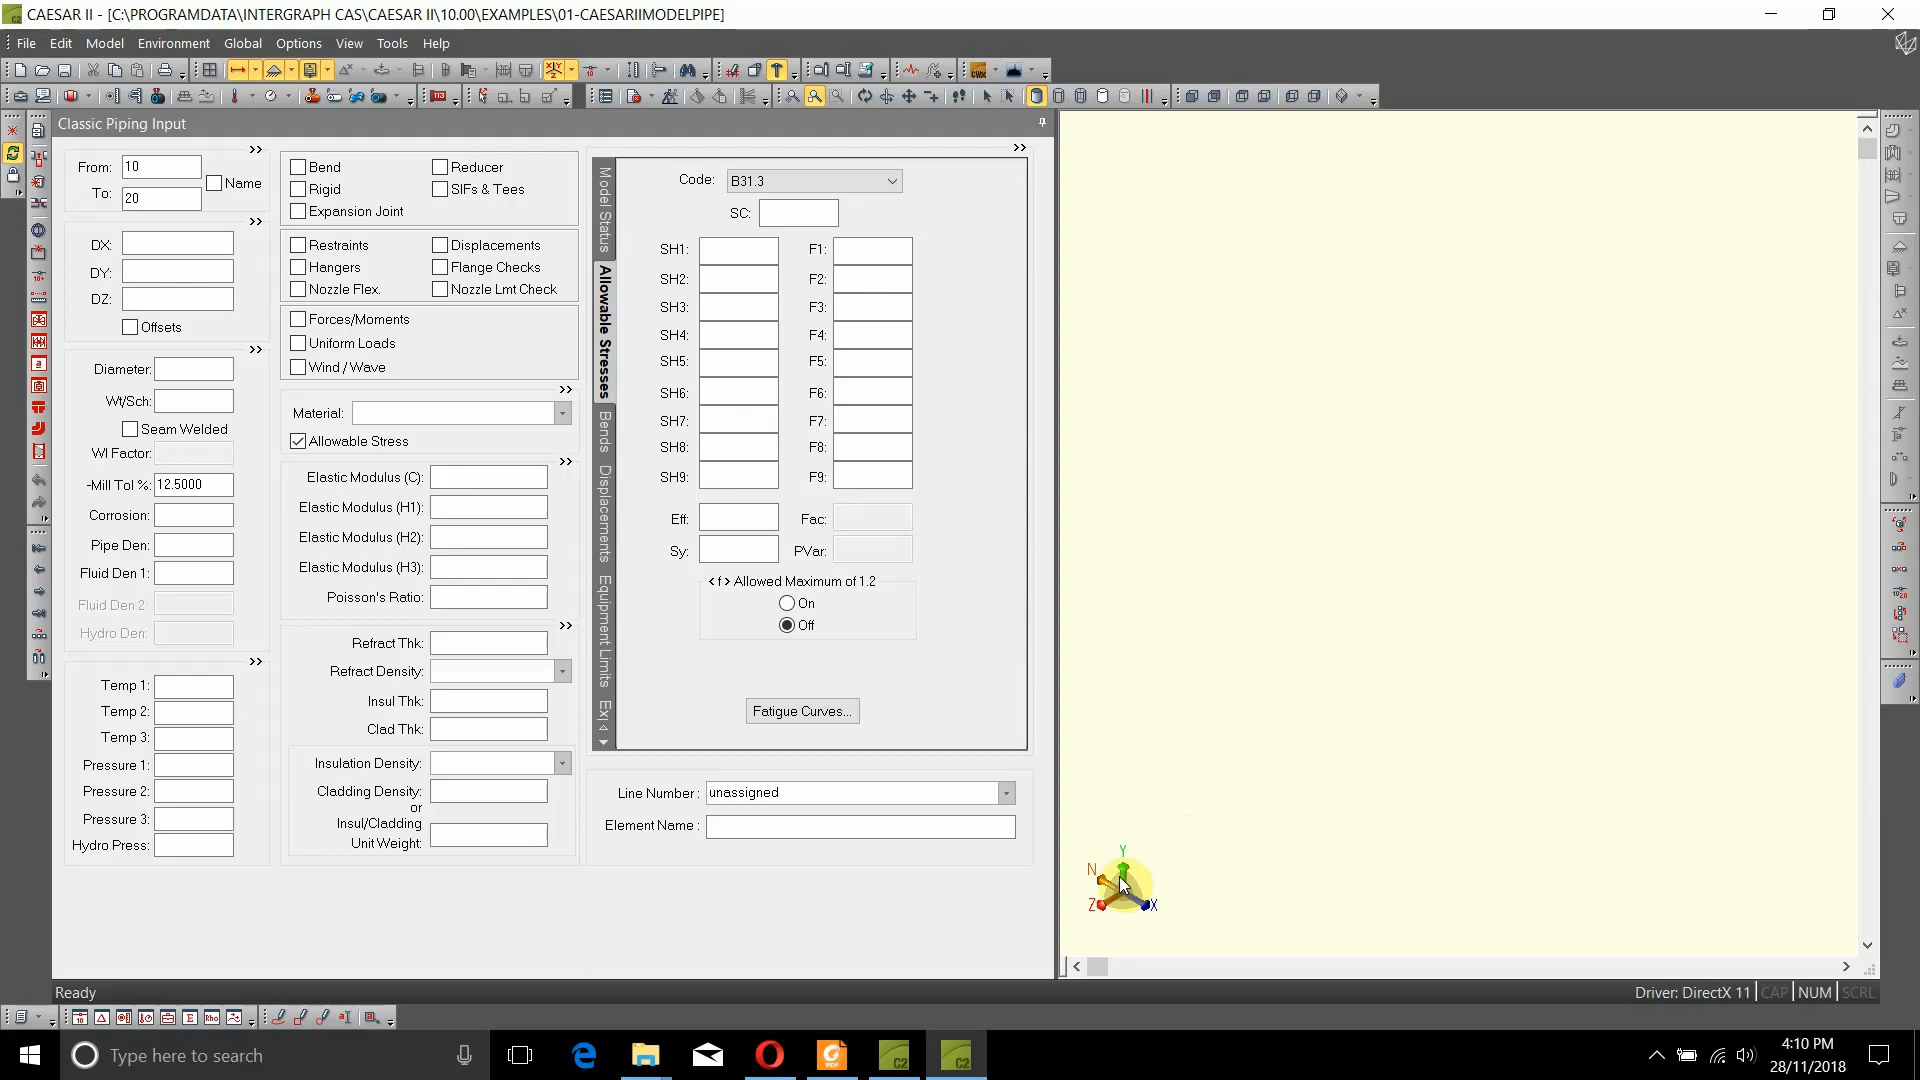 CAESAR II - [C:\PROGRAMDATA\INTERGRAPH CAS\CAESAR II\10.00\EXAMPLES\01-CAESARIIMODELPIPE]
File Edit Model Environment Global Options View Tools Help
Classic Piping Input
From: 10
To: 20
Name
DX:
DY:
DZ:
Offsets
Diameter:
Wt/Sch:
Seam Welded
WI Factor:
-Mill Tol %: 12.5000
Corrosion:
Pipe Den:
Fluid Den 1:
Fluid Den 2:
Hydro Den:
Temp 1:
Temp 2:
Temp 3:
Pressure 1:
Pressure 2:
Pressure 3:
Hydro Press:
Bend Reducer
Rigid SIFs & Tees
Expansion Joint
Restraints Displacements
Hangers Flange Checks
Nozzle Flex. Nozzle Lmt Check
Forces/Moments
Uniform Loads
Wind / Wave
Material:
Allowable Stress
Elastic Modulus (C):
Elastic Modulus (H1):
Elastic Modulus (H2):
Elastic Modulus (H3):
Poisson's Ratio:
Refract Thk:
Refract Density:
Insul Thk:
Clad Thk:
Insulation Density:
Cladding Density:
or
Insul/Cladding
Unit Weight:
Model Status
Allowable Stresses
Bends
Displacements
Equipment Limits
Ex
Code: B31.3
SC:
SH1: F1:
SH2: F2:
SH3: F3:
SH4: F4:
SH5: F5:
SH6: F6:
SH7: F7:
SH8: F8:
SH9: F9:
Eff: Fac:
Sy: PVar:
< f > Allowed Maximum of 1.2
On
Off
Fatigue Curves...
Line Number : unassigned
Element Name :
Y
N
Z X
Ready
Driver: DirectX 11 CAP NUM SCRL
Type here to search
4:10 PM
28/11/2018